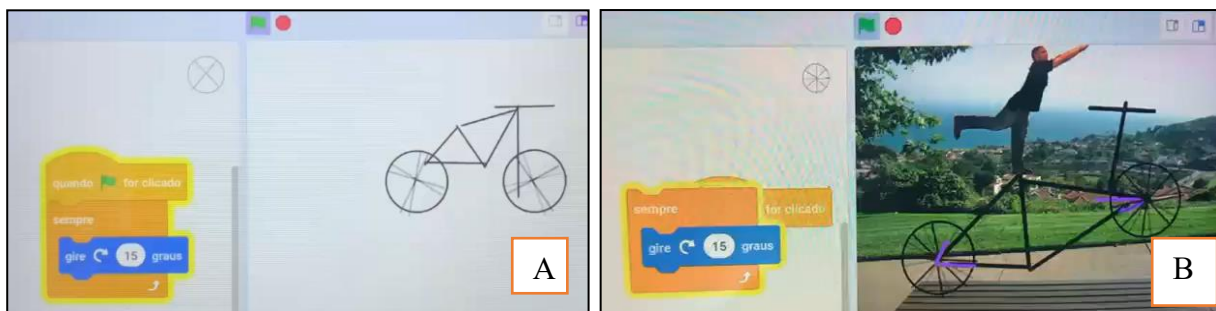 quando for clicado
sempre
gire 15 graus
A
sempre
for clicado
gire 15 graus
B